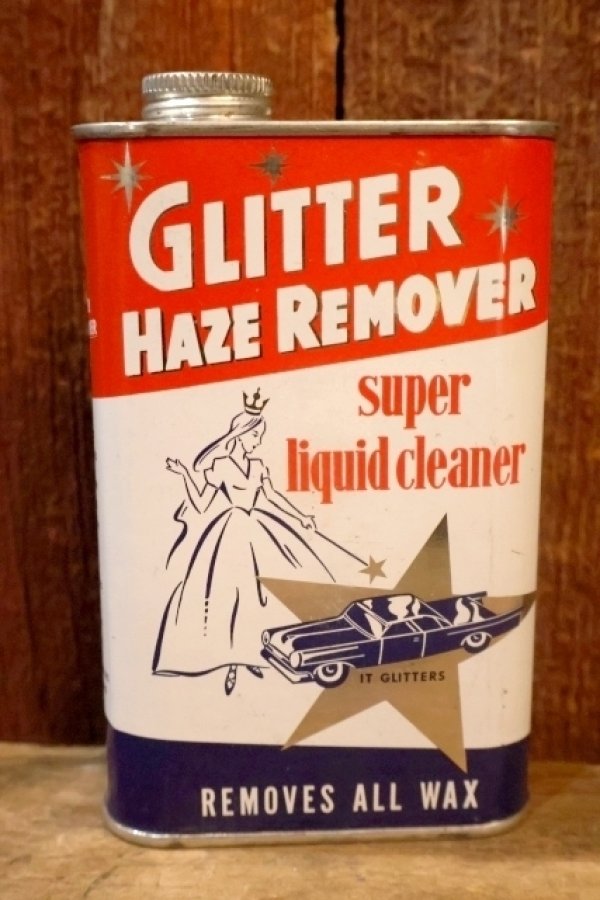 GLITTER
HAZE REMOVER
super
liquid cleaner
IT GLITTERS
REMOVES ALL WAX